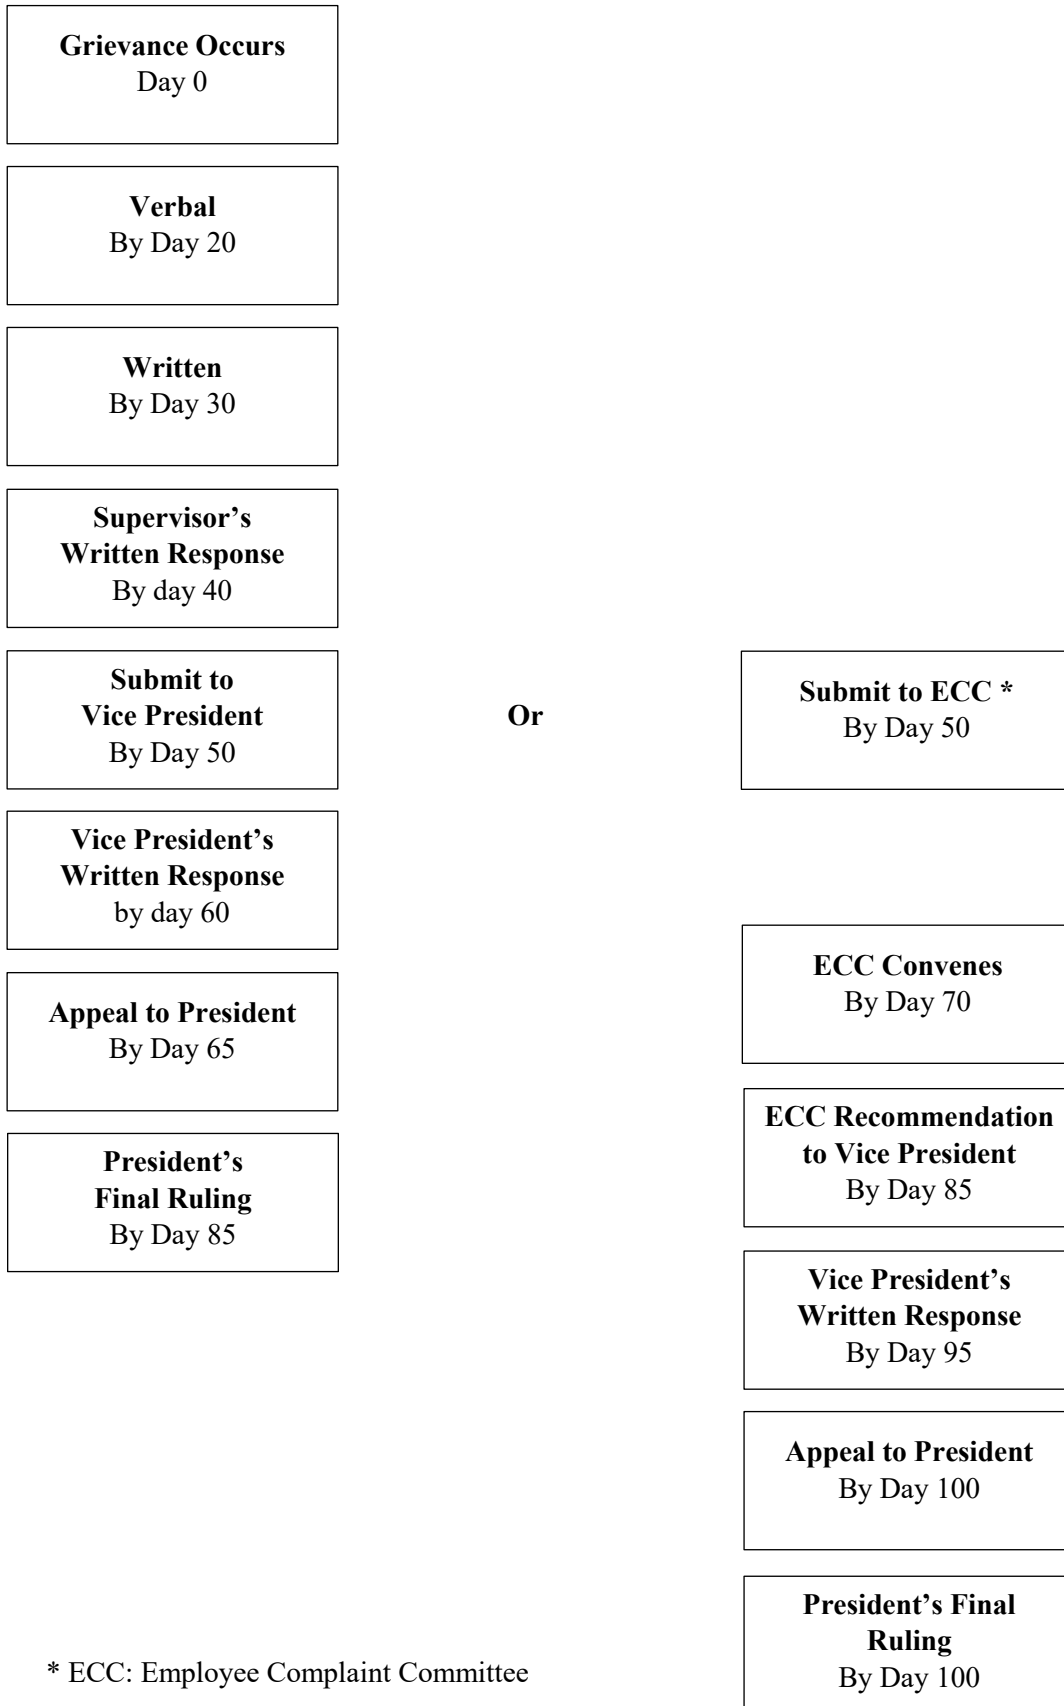 Grievance Occurs
Day 0
Verbal
By Day 20
Written
By Day 30
Supervisor’s
Written Response
By day 40
Submit to
Vice President
By Day 50
Or
Submit to ECC *
By Day 50
Vice President’s
Written Response
by day 60
Appeal to President
By Day 65
President’s
Final Ruling
By Day 85
ECC Convenes
By Day 70
ECC Recommendation
to Vice President
By Day 85
Vice President’s
Written Response
By Day 95
Appeal to President
By Day 100
President’s Final
Ruling
By Day 100
* ECC: Employee Complaint Committee